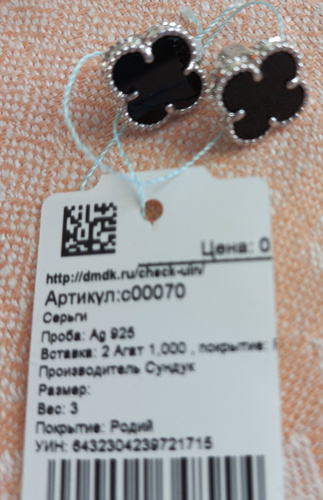 Цена: 0
http://dmdk.ru/check-uin/
Артикул:с00070
Серьги
Проба: Ag 925
Вставка: 2 Агат 1,000 , покрытие:
Производитель Сундук
Размер:
Вес: 3
Покрытие: Родий
УИН: 6432304239721715